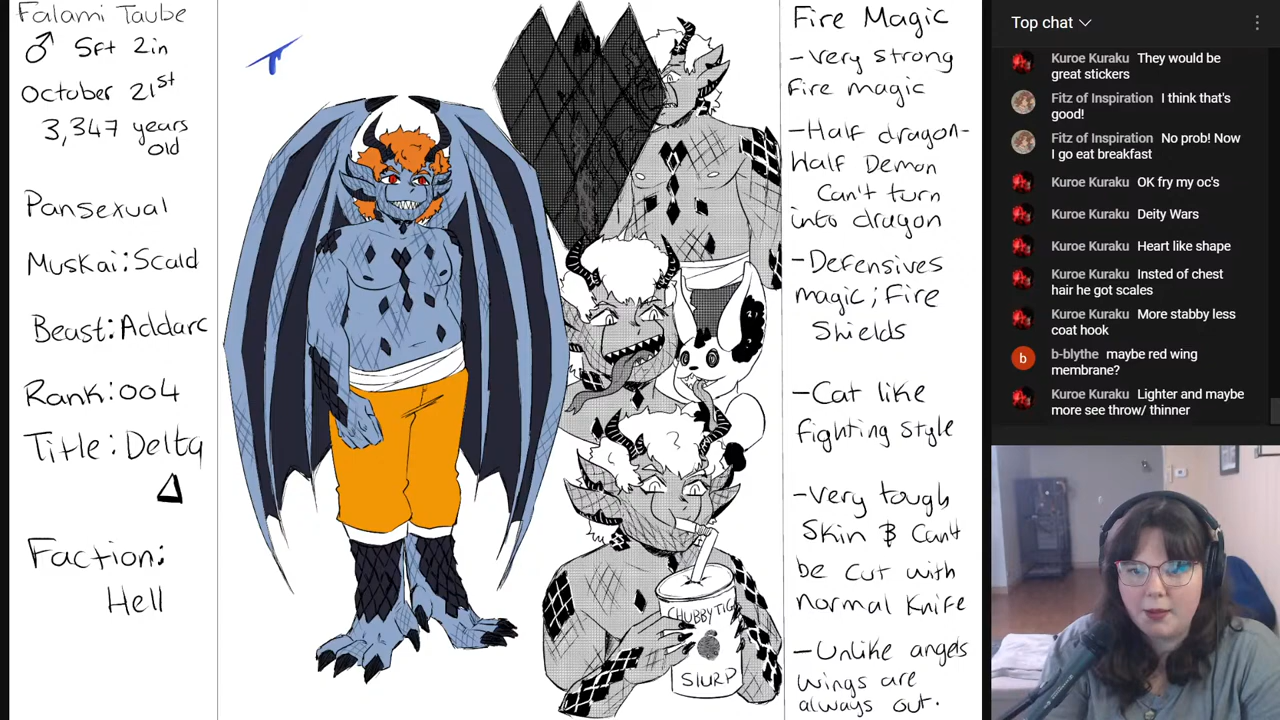 Falami Taube
♂ 5ft 2in
October 21st
3,347 years
old
Pansexual
Muskai: Scald
Beast: Addarc
Rank: 004
Title: Delta
Δ
Faction:
Hell
CHUBBYTIG
SLURP
Fire Magic
-Very strong
fire magic
-Half dragon-
Half Demon
Can't turn
into dragon
-Defensives
magic; Fire
Shields
-Cat like
fighting style
-Very tough
Skin & Can't
be cut with
normal knife
-Unlike angels
wings are
always out.
Top chat
Kuroe Kuraku They would be
great stickers
Fitz of Inspiration I think that's
good!
Fitz of Inspiration No prob! Now
I go eat breakfast
Kuroe Kuraku OK fry my oc's
Kuroe Kuraku Deity Wars
Kuroe Kuraku Heart like shape
Kuroe Kuraku Insted of chest
hair he got scales
Kuroe Kuraku More stabby less
coat hook
b
b-blythe maybe red wing
membrane?
Kuroe Kuraku Lighter and maybe
more see throw/ thinner